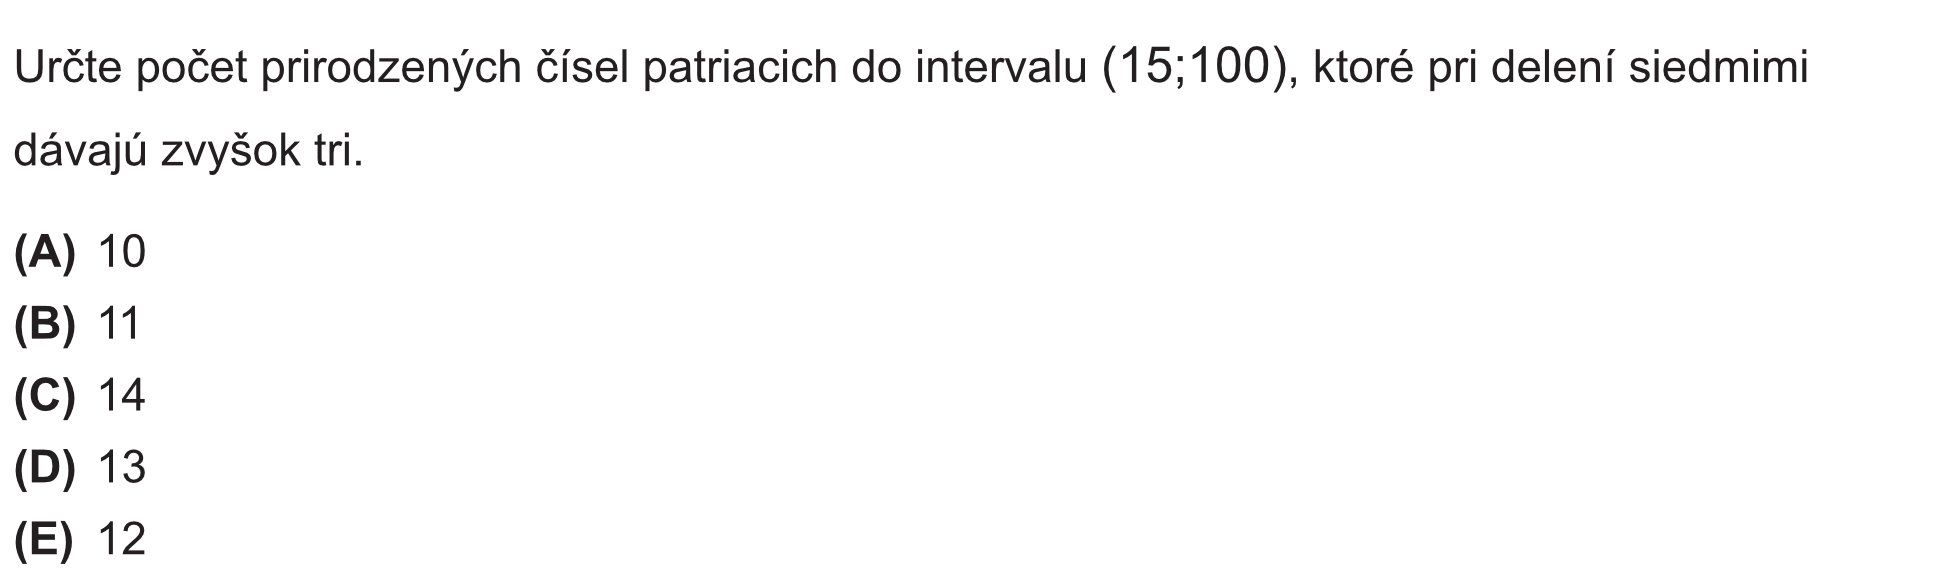 Určte počet prirodzených čísel patriacich do intervalu (15;100), ktoré pri delení siedmimi
dávajú zvyšok tri.
(A) 10
(B) 11
(C) 14
(D) 13
(E) 12